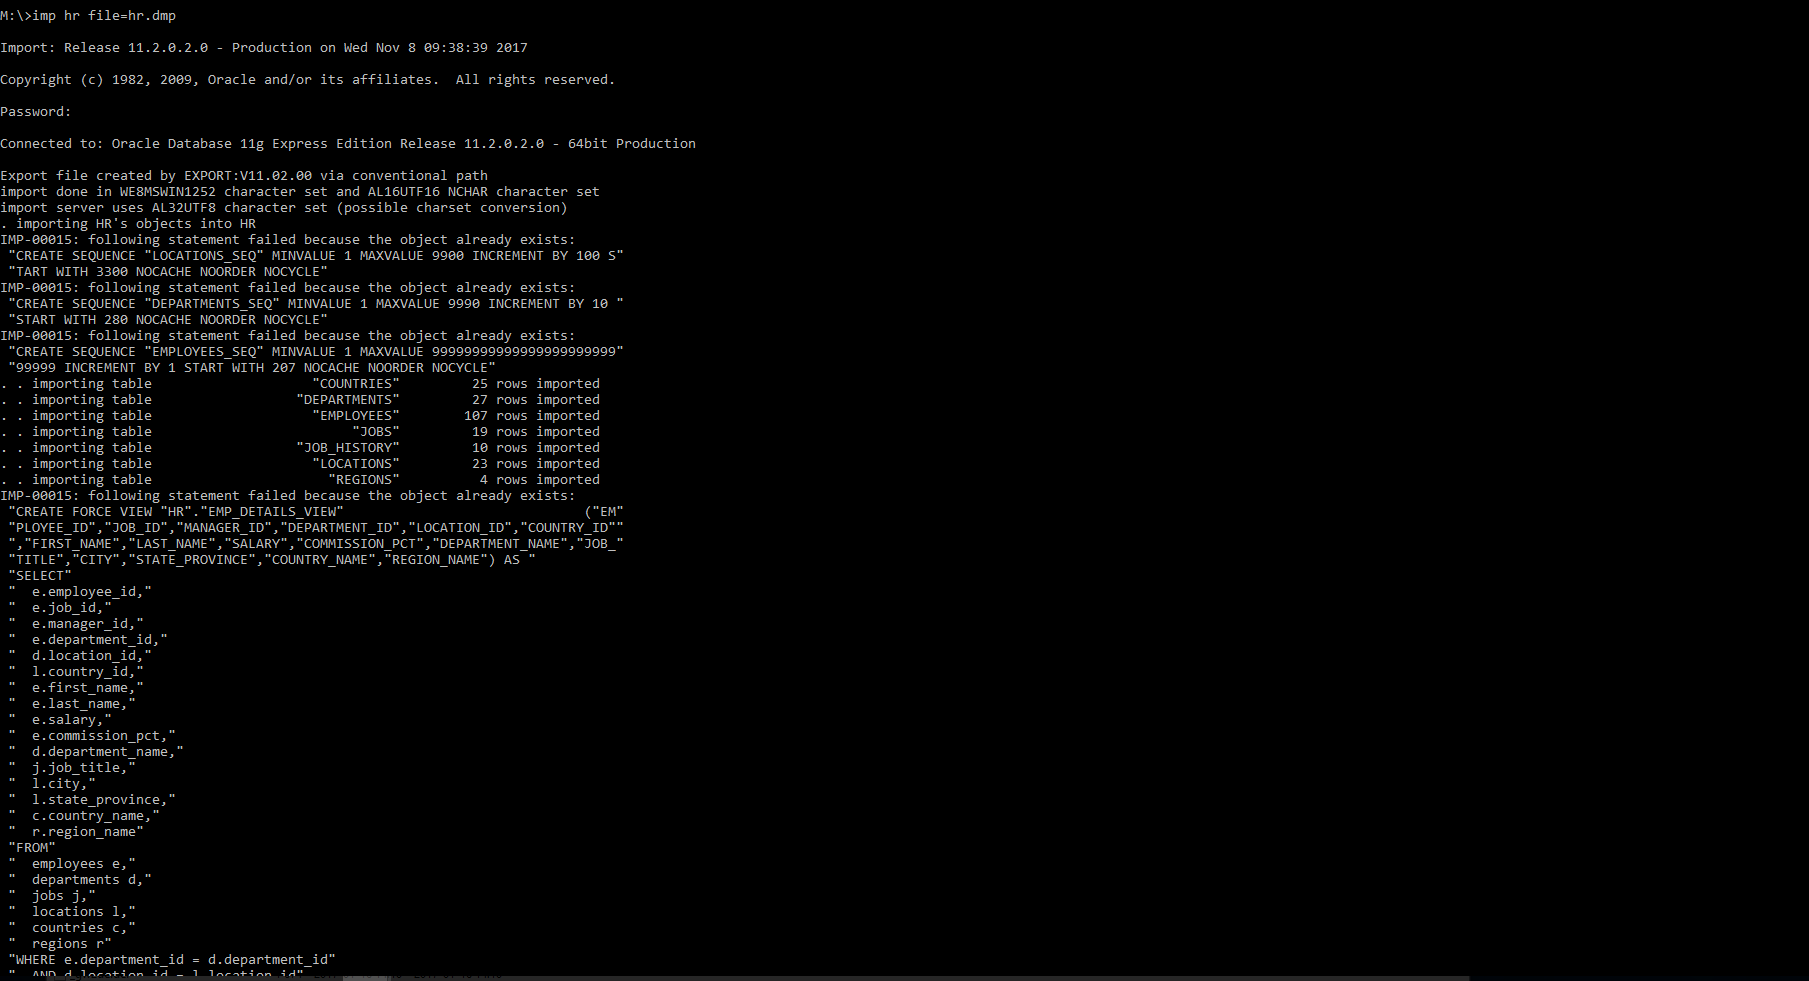 M:\>imp hr file=hr.dmp
Import: Release 11.2.0.2.0 - Production on Wed Nov 8 09:38:39 2017
Copyright (c) 1982, 2009, Oracle and/or its affiliates.  All rights reserved.
Password:
Connected to: Oracle Database 11g Express Edition Release 11.2.0.2.0 - 64bit Production
Export file created by EXPORT:V11.02.00 via conventional path
import done in WE8MSWIN1252 character set and AL16UTF16 NCHAR character set
import server uses AL32UTF8 character set (possible charset conversion)
. importing HR's objects into HR
IMP-00015: following statement failed because the object already exists:
 "CREATE SEQUENCE "LOCATIONS_SEQ" MINVALUE 1 MAXVALUE 9900 INCREMENT BY 100 S"
 "TART WITH 3300 NOCACHE NOORDER NOCYCLE"
IMP-00015: following statement failed because the object already exists:
 "CREATE SEQUENCE "DEPARTMENTS_SEQ" MINVALUE 1 MAXVALUE 9990 INCREMENT BY 10 "
 "START WITH 280 NOCACHE NOORDER NOCYCLE"
IMP-00015: following statement failed because the object already exists:
 "CREATE SEQUENCE "EMPLOYEES_SEQ" MINVALUE 1 MAXVALUE 99999999999999999999999"
 "99999 INCREMENT BY 1 START WITH 207 NOCACHE NOORDER NOCYCLE"
. . importing table                    "COUNTRIES"         25 rows imported
. . importing table                  "DEPARTMENTS"         27 rows imported
. . importing table                    "EMPLOYEES"        107 rows imported
. . importing table                         "JOBS"         19 rows imported
. . importing table                  "JOB_HISTORY"         10 rows imported
. . importing table                    "LOCATIONS"         23 rows imported
. . importing table                      "REGIONS"          4 rows imported
IMP-00015: following statement failed because the object already exists:
 "CREATE FORCE VIEW "HR"."EMP_DETAILS_VIEW"                              ("EM"
 "PLOYEE_ID","JOB_ID","MANAGER_ID","DEPARTMENT_ID","LOCATION_ID","COUNTRY_ID""
 ","FIRST_NAME","LAST_NAME","SALARY","COMMISSION_PCT","DEPARTMENT_NAME","JOB_"
 "TITLE","CITY","STATE_PROVINCE","COUNTRY_NAME","REGION_NAME") AS "
 "SELECT"
 "  e.employee_id,"
 "  e.job_id,"
 "  e.manager_id,"
 "  e.department_id,"
 "  d.location_id,"
 "  l.country_id,"
 "  e.first_name,"
 "  e.last_name,"
 "  e.salary,"
 "  e.commission_pct,"
 "  d.department_name,"
 "  j.job_title,"
 "  l.city,"
 "  l.state_province,"
 "  c.country_name,"
 "  r.region_name"
 "FROM"
 "  employees e,"
 "  departments d,"
 "  jobs j,"
 "  locations l,"
 "  countries c,"
 "  regions r"
 "WHERE e.department_id = d.department_id"
 "  AND d.location_id = l.location_id"